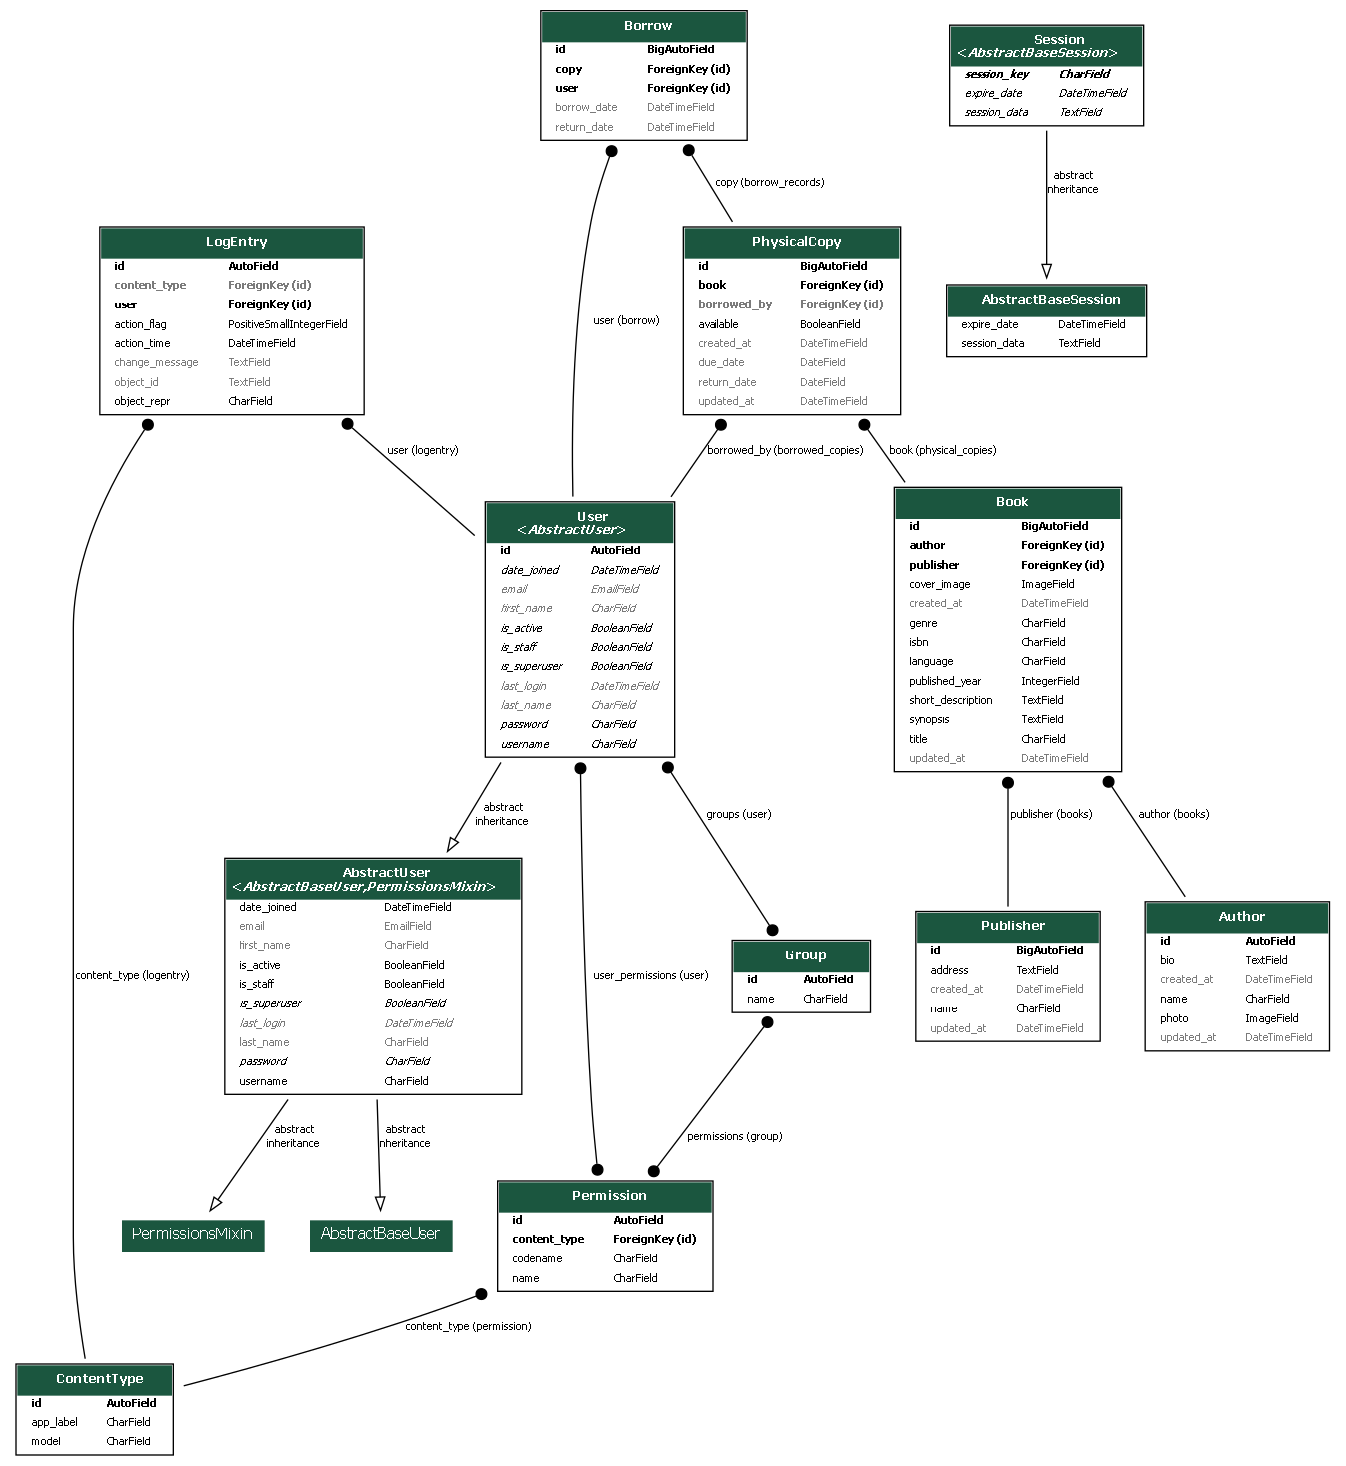 Borrow
id BigAutoField
copy ForeignKey (id)
user ForeignKey (id)
borrow_date DateTimeField
return_date DateTimeField
Session
<AbstractBaseSession>
session_key CharField
expire_date DateTimeField
session_data TextField
copy (borrow_records)
abstract
nheritance
LogEntry
id AutoField
content_type ForeignKey (id)
user ForeignKey (id)
action_flag PositiveSmallIntegerField
action_time DateTimeField
change_message TextField
object_id TextField
object_repr CharField
user (borrow)
PhysicalCopy
id BigAutoField
book ForeignKey (id)
borrowed_by ForeignKey (id)
available BooleanField
created_at DateTimeField
due_date DateField
return_date DateField
updated_at DateTimeField
AbstractBaseSession
expire_date DateTimeField
session_data TextField
user (logentry)
borrowed_by (borrowed_copies)
book (physical_copies)
User
<AbstractUser>
id AutoField
date_joined DateTimeField
email EmailField
first_name CharField
is_active BooleanField
is_staff BooleanField
is_superuser BooleanField
last_login DateTimeField
last_name CharField
password CharField
username CharField
Book
id BigAutoField
author ForeignKey (id)
publisher ForeignKey (id)
cover_image ImageField
created_at DateTimeField
genre CharField
isbn CharField
language CharField
published_year IntegerField
short_description TextField
synopsis TextField
title CharField
updated_at DateTimeField
abstract
inheritance
groups (user)
publisher (books)
author (books)
AbstractUser
<AbstractBaseUser,PermissionsMixin>
date_joined DateTimeField
email EmailField
first_name CharField
is_active BooleanField
is_staff BooleanField
is_superuser BooleanField
last_login DateTimeField
last_name CharField
password CharField
username CharField
content_type (logentry)
user_permissions (user)
Group
id AutoField
name CharField
Publisher
id BigAutoField
address TextField
created_at DateTimeField
name CharField
updated_at DateTimeField
Author
id AutoField
bio TextField
created_at DateTimeField
name CharField
photo ImageField
updated_at DateTimeField
abstract
inheritance
abstract
nheritance
permissions (group)
PermissionsMixin
AbstractBaseUser
Permission
id AutoField
content_type ForeignKey (id)
codename CharField
name CharField
content_type (permission)
ContentType
id AutoField
app_label CharField
model CharField